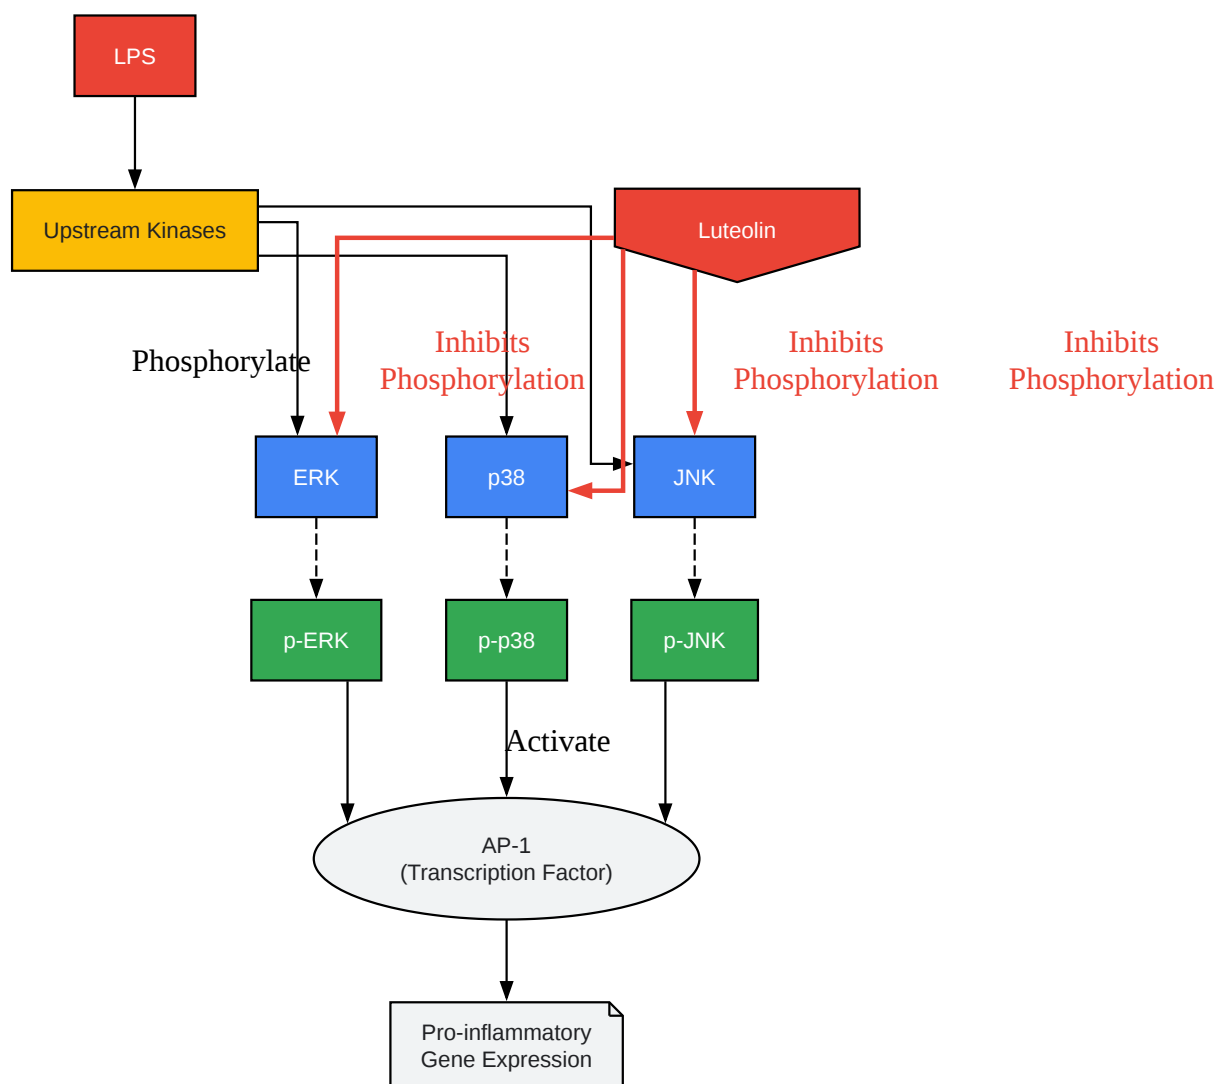 LPS
Upstream Kinases
Luteolin
Phosphorylate
Inhibits
Phosphorylation
Inhibits
Phosphorylation
Inhibits
Phosphorylation
ERK
p38
JNK
p-ERK
p-p38
p-JNK
Activate
AP-1
(Transcription Factor)
Pro-inflammatory
Gene Expression